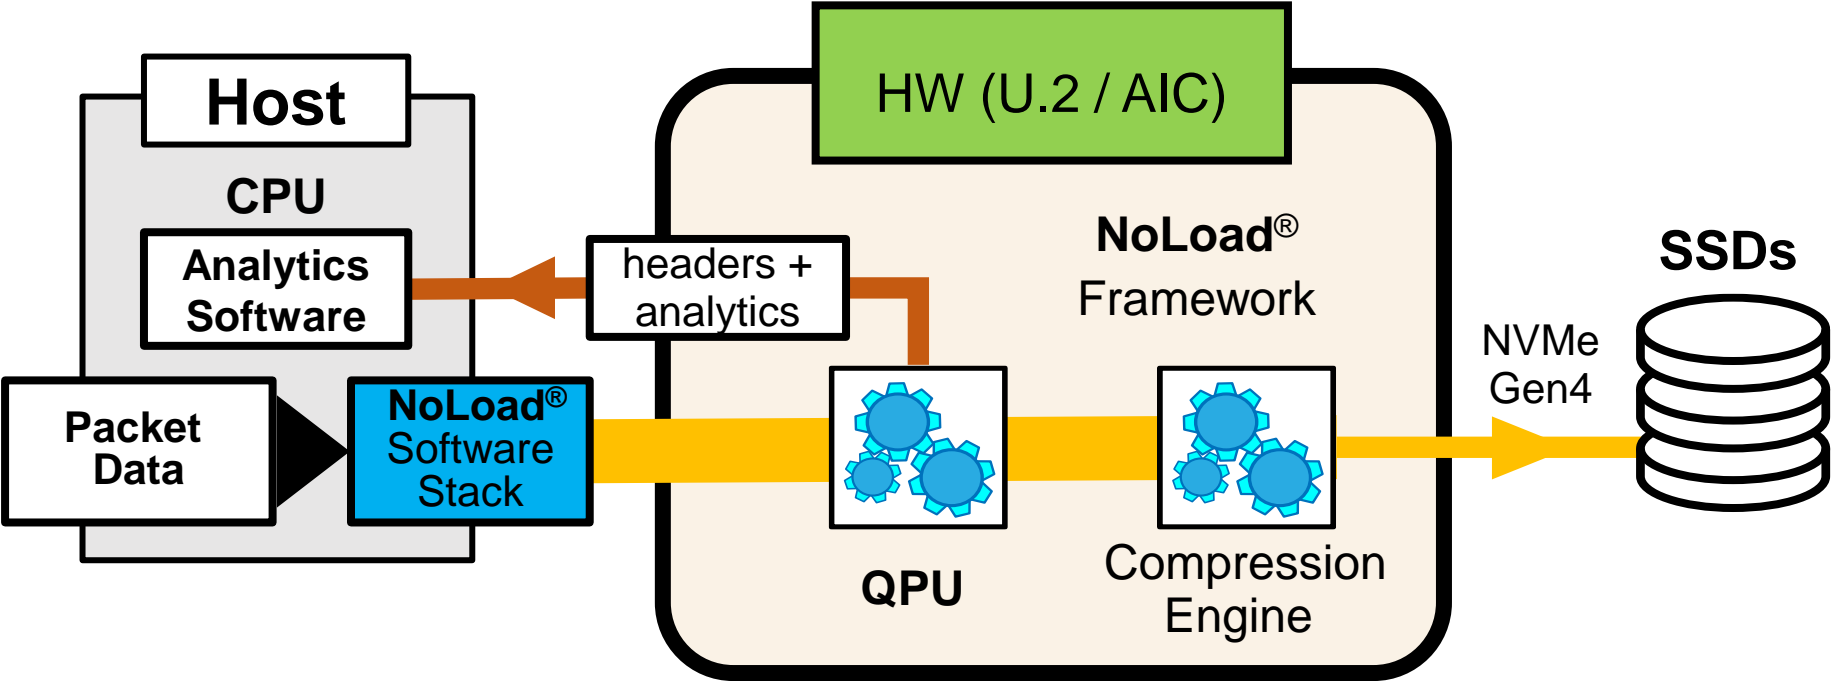 Host
CPU
Analytics
Software
Packet
Data
NoLoad®
Software
Stack
headers +
analytics
HW (U.2 / AIC)
NoLoad®
Framework
QPU
Compression
Engine
NVMe
Gen4
SSDs